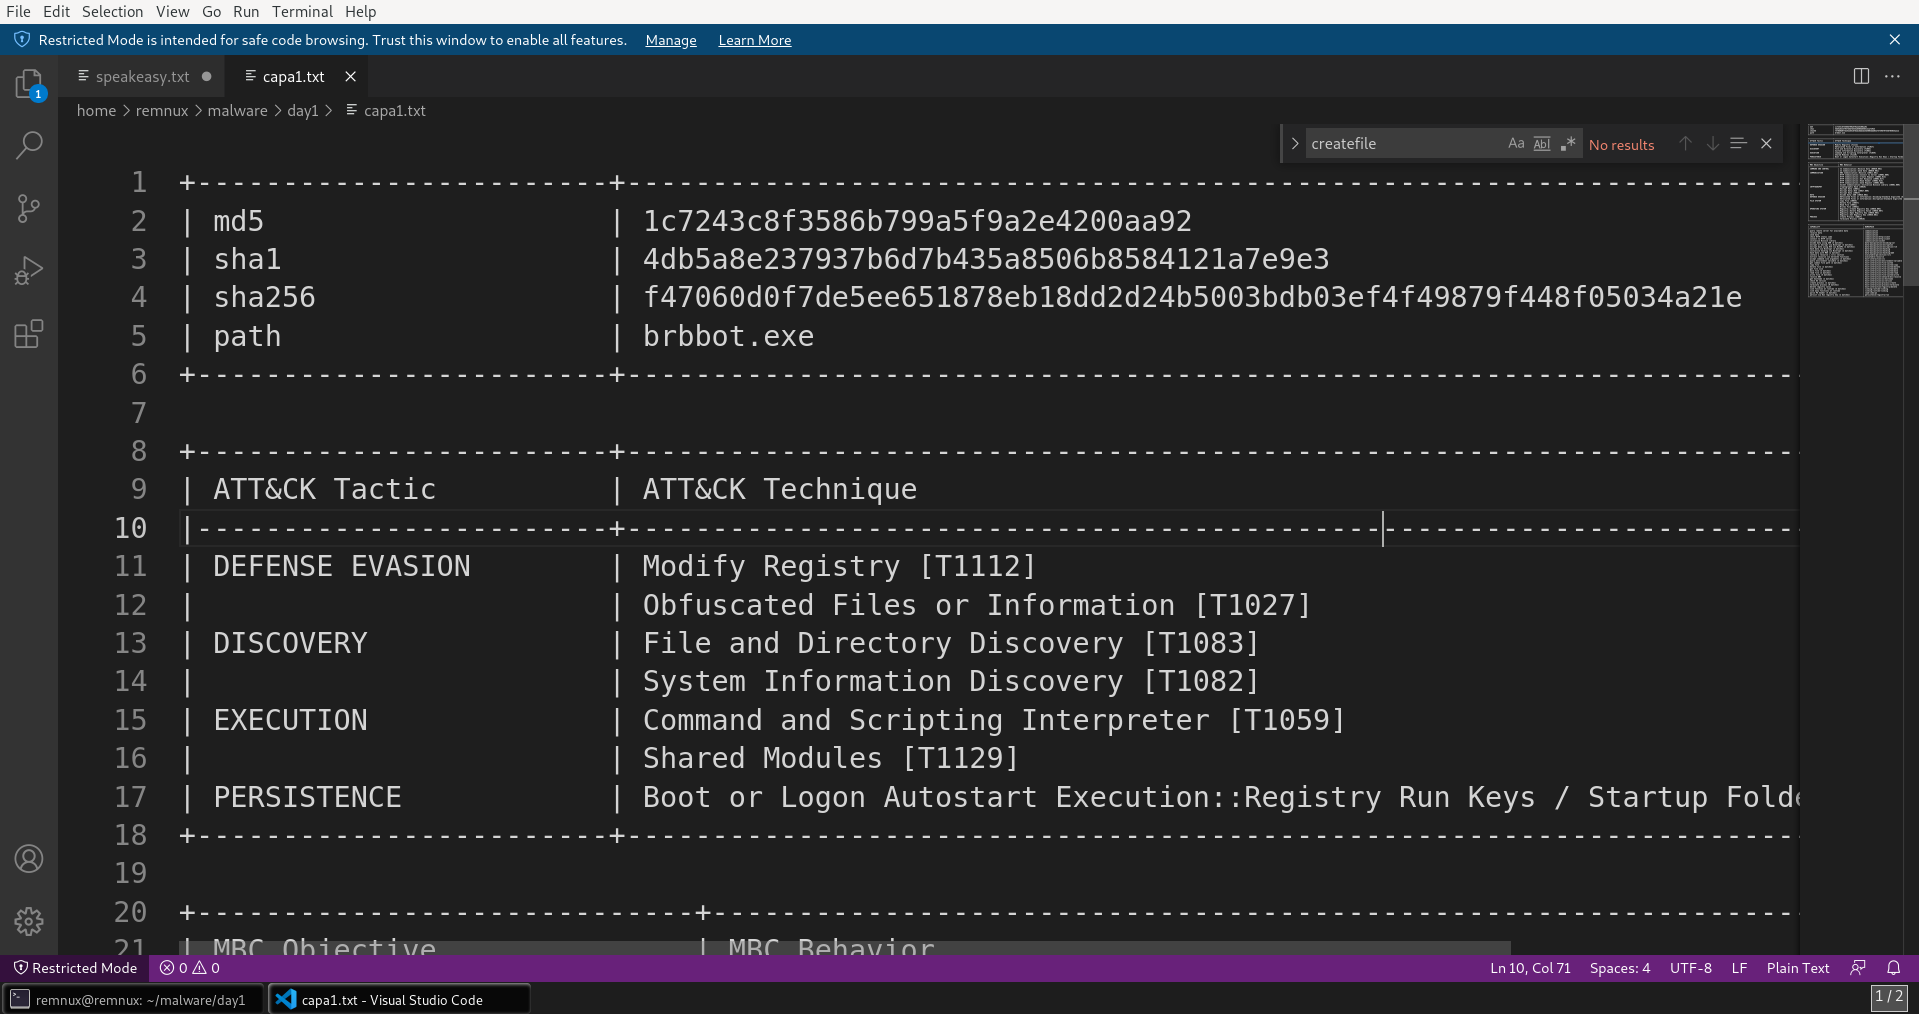 File Edit Selection View Go Run Terminal Help
Restricted Mode is intended for safe code browsing. Trust this window to enable all features. Manage Learn More
speakeasy.txt capa1.txt
1
home > remnux > malware > day1 > capa1.txt
createfile Aa Abl .* No results
1 +------------------------+---------------------------------------------------------------------
2 | md5 | 1c7243c8f3586b799a5f9a2e4200aa92
3 | sha1 | 4db5a8e237937b6d7b435a8506b8584121a7e9e3
4 | sha256 | f47060d0f7de5ee651878eb18dd2d24b5003bdb03ef4f49879f448f05034a21e
5 | path | brbbot.exe
6 +------------------------+---------------------------------------------------------------------
7
8 +------------------------+---------------------------------------------------------------------
9 | ATT&CK Tactic | ATT&CK Technique
10 |------------------------+---------------------------------------------------------------------
11 | DEFENSE EVASION | Modify Registry [T1112]
12 | | Obfuscated Files or Information [T1027]
13 | DISCOVERY | File and Directory Discovery [T1083]
14 | | System Information Discovery [T1082]
15 | EXECUTION | Command and Scripting Interpreter [T1059]
16 | | Shared Modules [T1129]
17 | PERSISTENCE | Boot or Logon Autostart Execution::Registry Run Keys / Startup Folde
18 +------------------------+---------------------------------------------------------------------
19
20 +-----------------------------+----------------------------------------------------------------
21 | MBC Objective | MBC Behavior
Restricted Mode 0 0 Ln 10, Col 71 Spaces: 4 UTF-8 LF Plain Text
remnux@remnux: ~/malware/day1 capa1.txt - Visual Studio Code 1 / 2